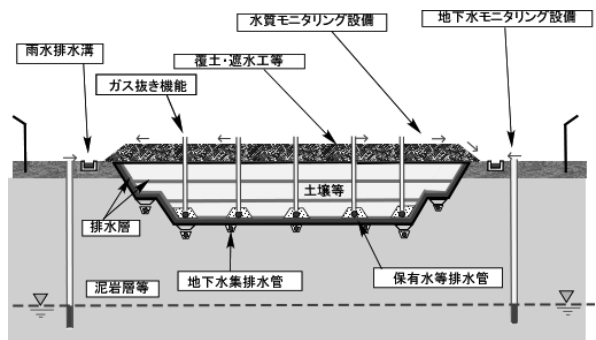 水質モニタリング設備
地下水モニタリング設備
雨水排水溝
覆土・遮水工等
ガス抜き機能
土壌等
排水層
地下水集排水管
保有水等排水管
泥岩層等